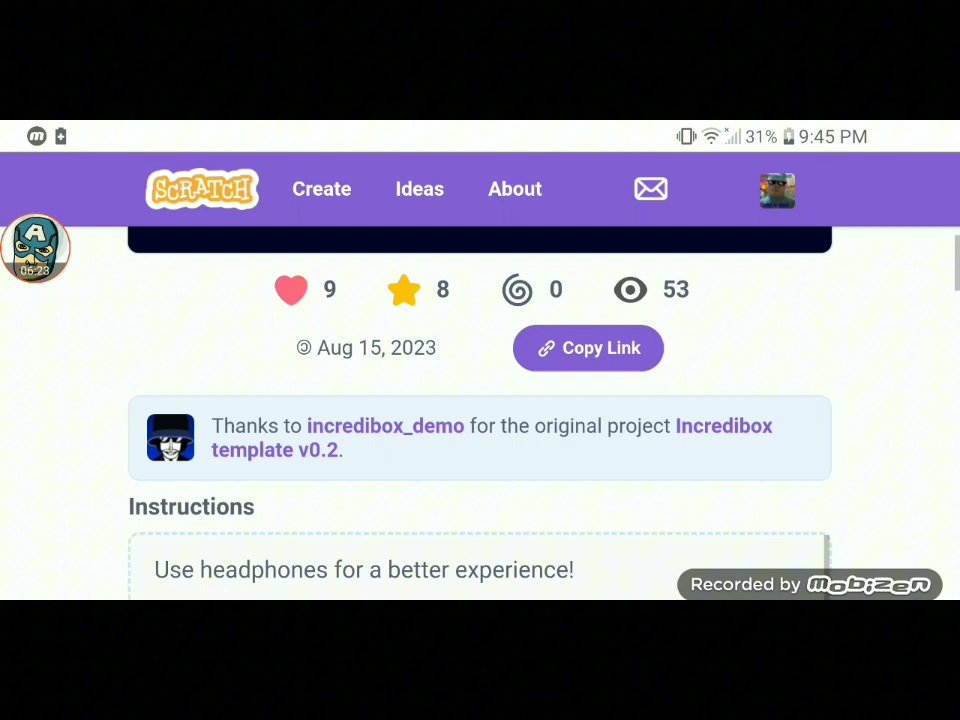 31% 9:45 PM
SCRATCH Create Ideas About
A
06:23
9 8 0 53
Aug 15, 2023 Copy Link
Thanks to incredibox_demo for the original project Incredibox
template v0.2.
Instructions
Use headphones for a better experience!
Recorded by mobizen